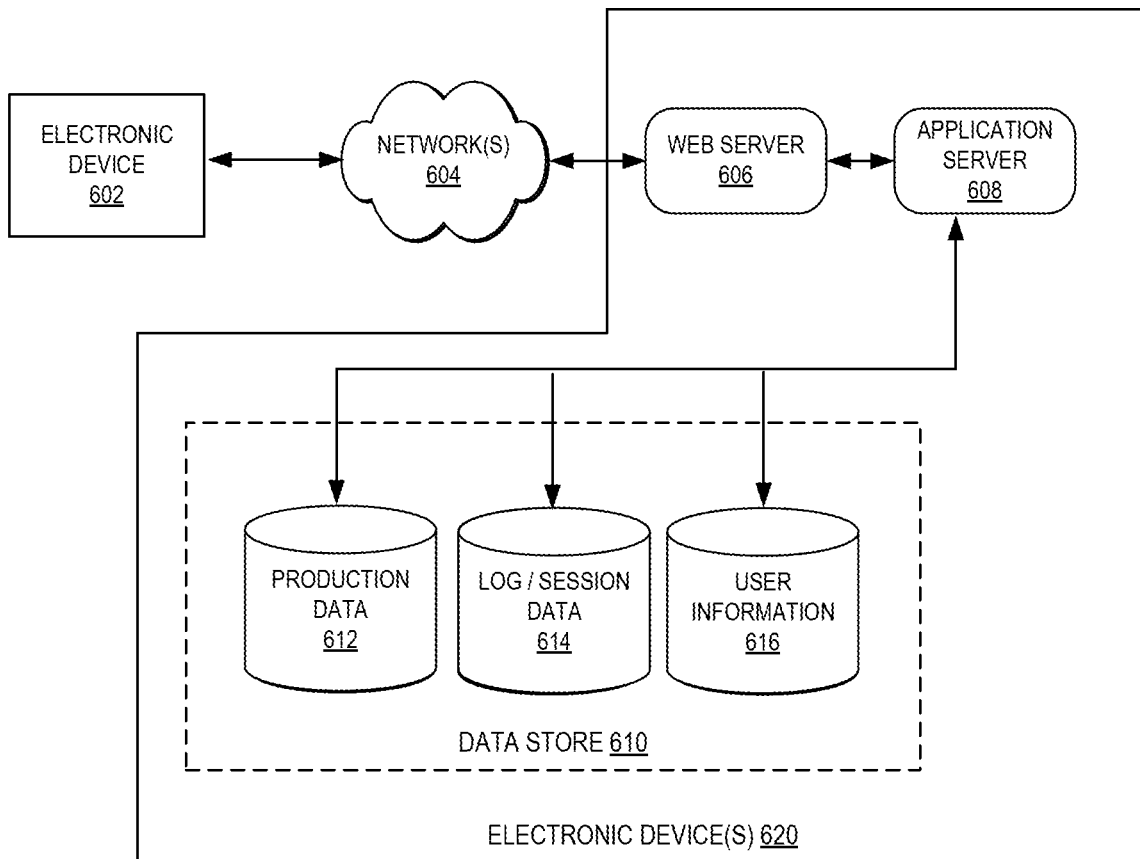 ELECTRONIC
DEVICE
602
NETWORK(S)
604
WEB SERVER
606
APPLICATION
SERVER
608
PRODUCTION
DATA
612
LOG / SESSION
DATA
614
USER
INFORMATION
616
DATA STORE 610
ELECTRONIC DEVICE(S) 620